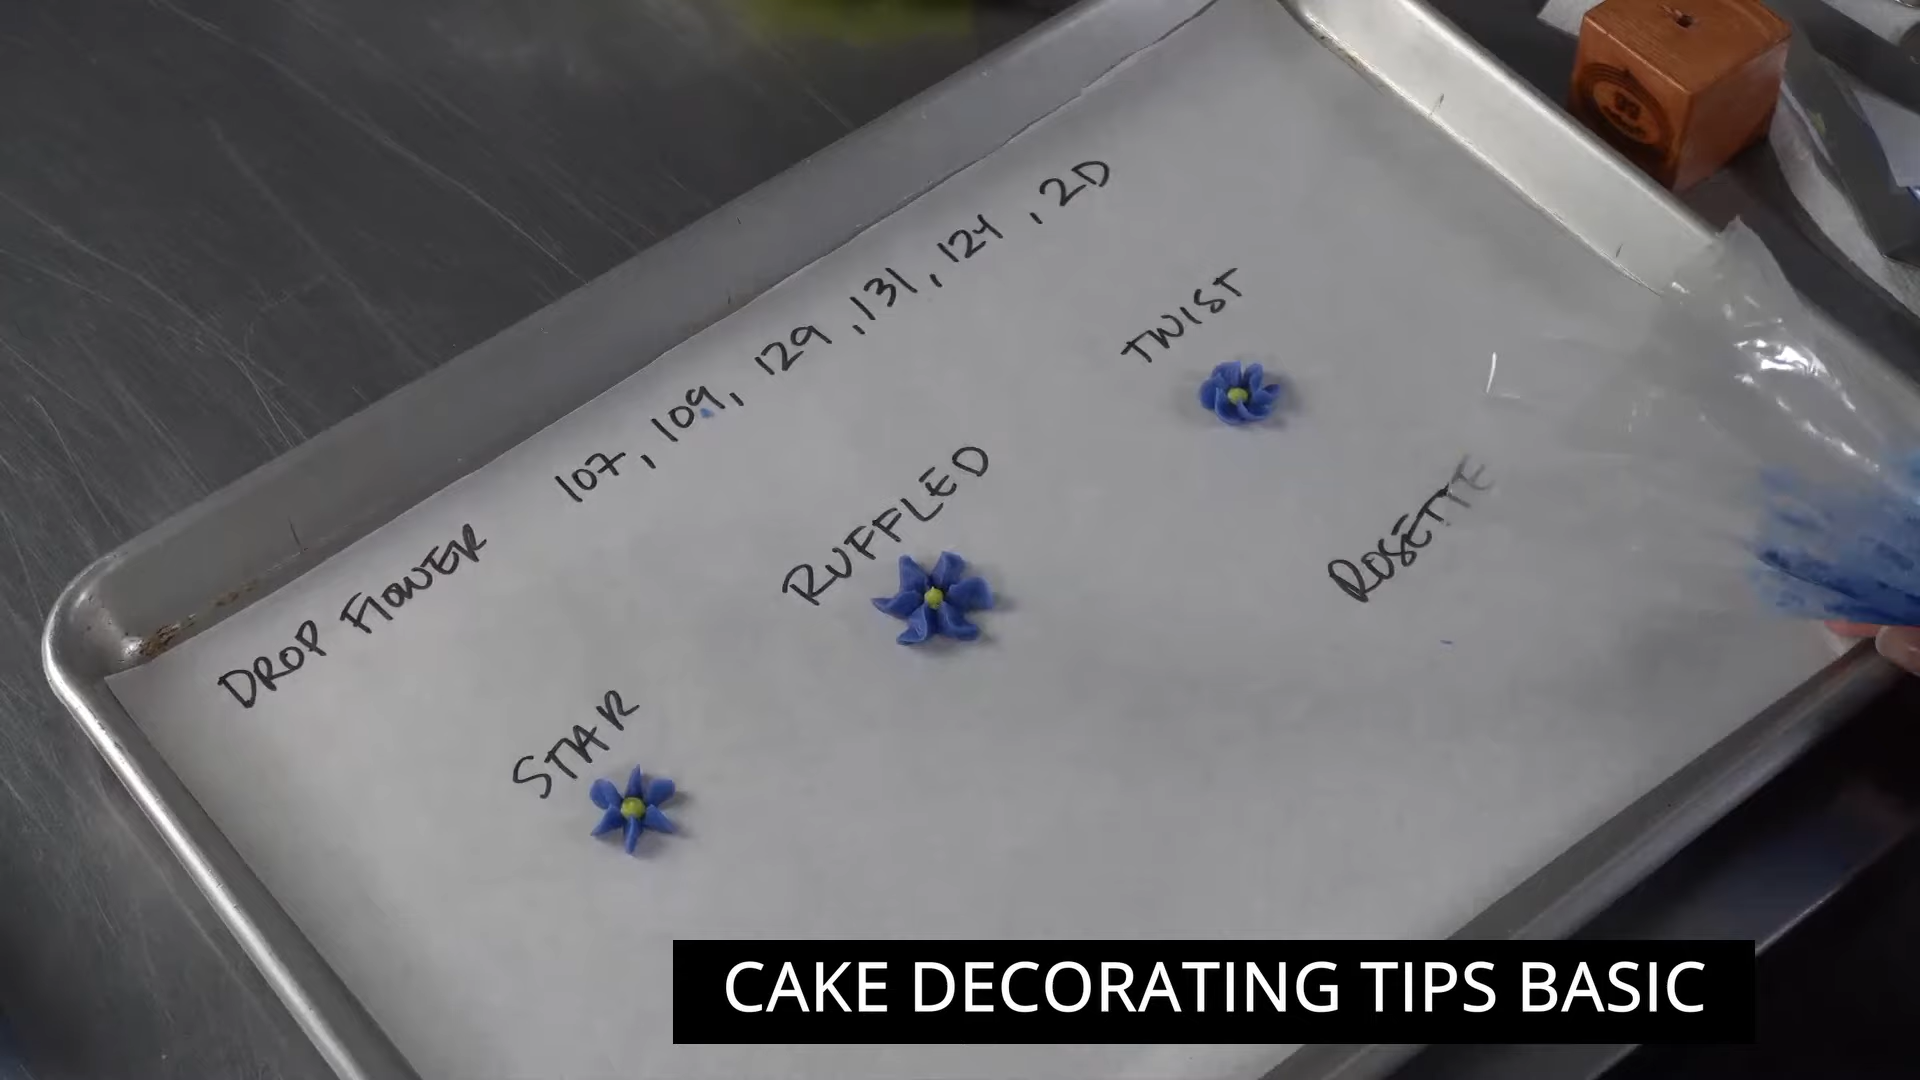 DROP FLOWER 107, 109, 129, 131, 124, 2D
TWIST
RUFFLED
ROSETTE
STAR
CAKE DECORATING TIPS BASIC